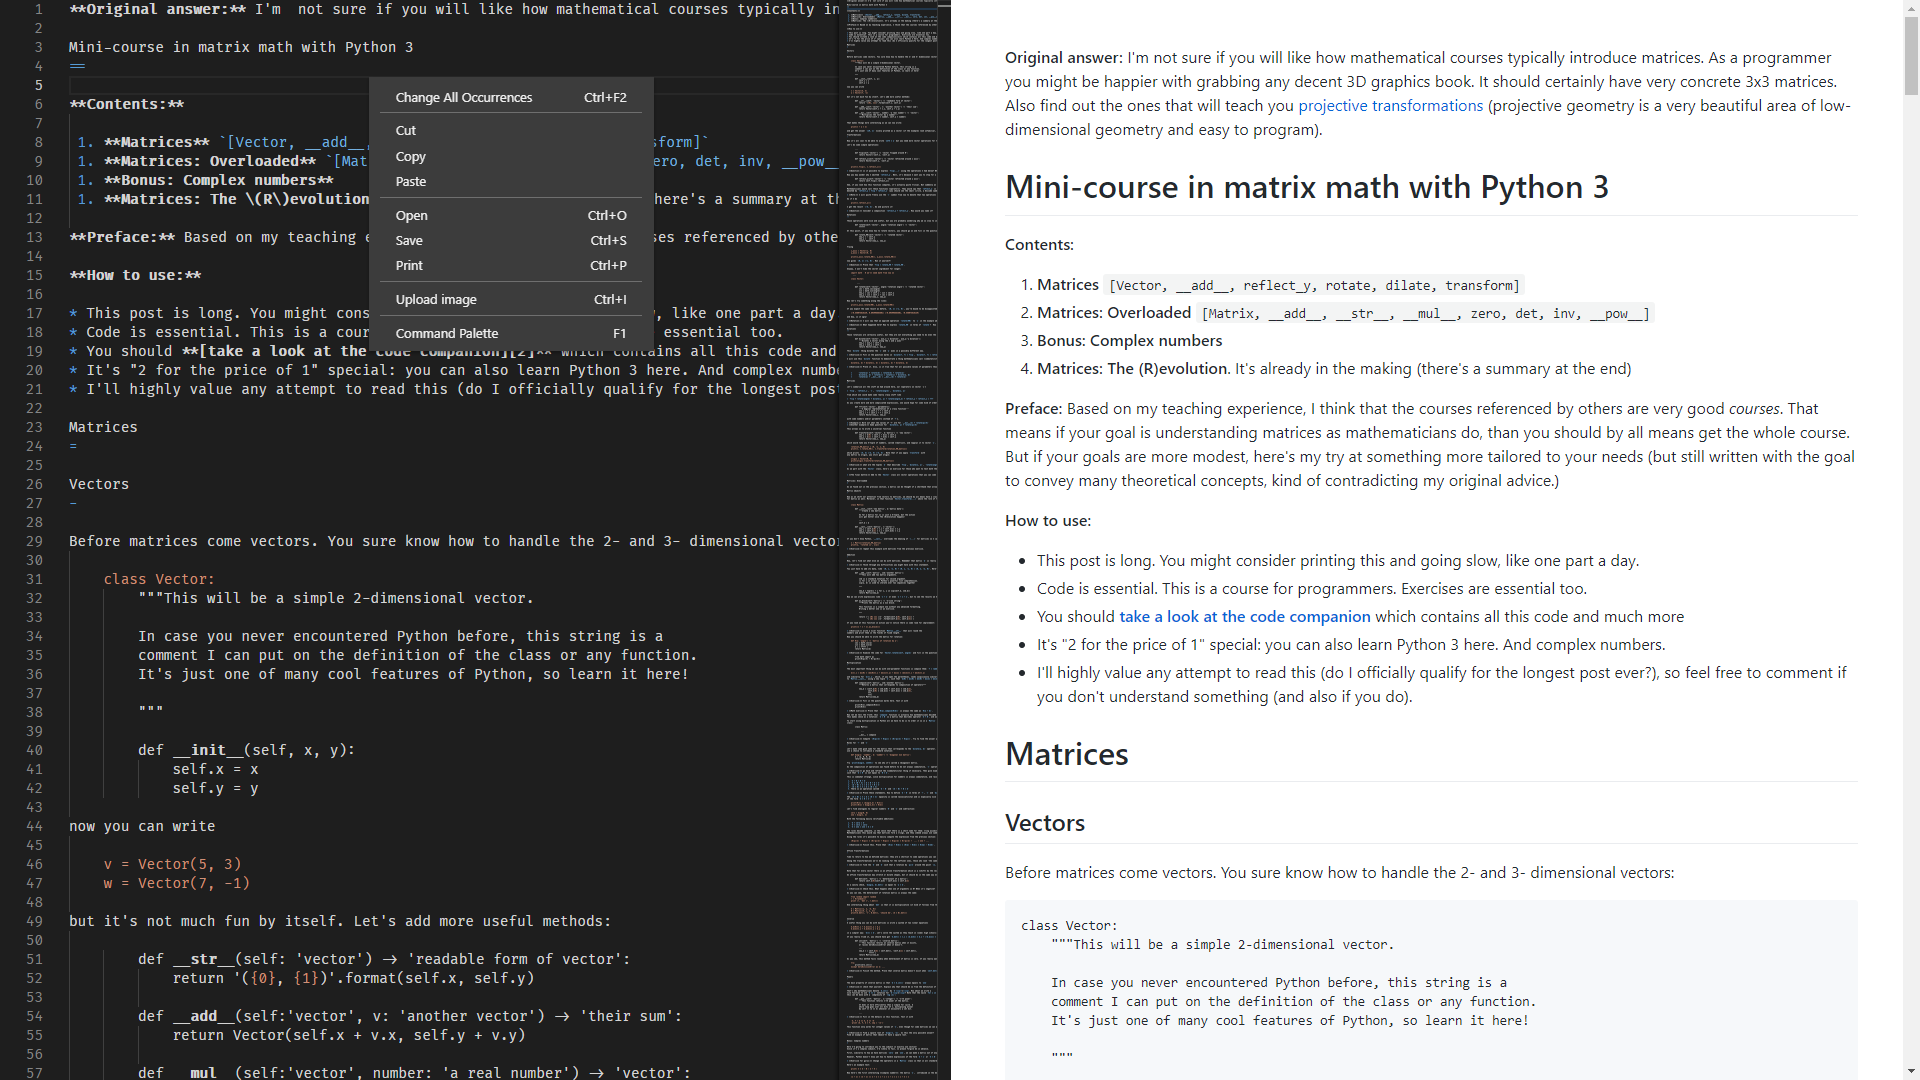 1 **Original answer:** I'm  not sure if you will like how mathematical courses typically in
2
3 Mini-course in matrix math with Python 3
4 ==
5
6 **Contents:**
7
8 1. **Matrices** `[Vector, __add__, nsform]`
9 1. **Matrices: Overloaded** `[Mat ero, det, inv, __pow__
10 1. **Bonus: Complex numbers**
11 1. **Matrices: The \(R\)evolution here's a summary at th
12
13 **Preface:** Based on my teaching e ses referenced by othe
14
15 **How to use:**
16
17 * This post is long. You might cons , like one part a day
18 * Code is essential. This is a cour essential too.
19 * You should **[take a look at the code companion][2]** which contains all this code and
20 * It's "2 for the price of 1" special: you can also learn Python 3 here. And complex numbe
21 * I'll highly value any attempt to read this (do I officially qualify for the longest pos
22
23 Matrices
24 =
25
26 Vectors
27 -
28
29 Before matrices come vectors. You sure know how to handle the 2- and 3- dimensional vecto
30
31 class Vector:
32 """This will be a simple 2-dimensional vector.
33
34 In case you never encountered Python before, this string is a
35 comment I can put on the definition of the class or any function.
36 It's just one of many cool features of Python, so learn it here!
37
38 """
39
40 def __init__(self, x, y):
41 self.x = x
42 self.y = y
43
44 now you can write
45
46 v = Vector(5, 3)
47 w = Vector(7, -1)
48
49 but it's not much fun by itself. Let's add more useful methods:
50
51 def __str__(self: 'vector') -> 'readable form of vector':
52 return '({0}, {1})'.format(self.x, self.y)
53
54 def __add__(self:'vector', v: 'another vector') -> 'their sum':
55 return Vector(self.x + v.x, self.y + v.y)
56
57 def __mul__(self:'vector', number: 'a real number') -> 'vector':
Change All Occurrences Ctrl+F2
Cut
Copy
Paste
Open Ctrl+O
Save Ctrl+S
Print Ctrl+P
Upload image Ctrl+I
Command Palette F1
Original answer: I'm not sure if you will like how mathematical courses typically introduce matrices. As a programmer
you might be happier with grabbing any decent 3D graphics book. It should certainly have very concrete 3x3 matrices.
Also find out the ones that will teach you projective transformations (projective geometry is a very beautiful area of low-
dimensional geometry and easy to program).
Mini-course in matrix math with Python 3
Contents:
1. Matrices [Vector, __add__, reflect_y, rotate, dilate, transform]
2. Matrices: Overloaded [Matrix, __add__, __str__, __mul__, zero, det, inv, __pow__]
3. Bonus: Complex numbers
4. Matrices: The (R)evolution. It's already in the making (there's a summary at the end)
Preface: Based on my teaching experience, I think that the courses referenced by others are very good courses. That
means if your goal is understanding matrices as mathematicians do, than you should by all means get the whole course.
But if your goals are more modest, here's my try at something more tailored to your needs (but still written with the goal
to convey many theoretical concepts, kind of contradicting my original advice.)
How to use:
• This post is long. You might consider printing this and going slow, like one part a day.
• Code is essential. This is a course for programmers. Exercises are essential too.
• You should take a look at the code companion which contains all this code and much more
• It's "2 for the price of 1" special: you can also learn Python 3 here. And complex numbers.
• I'll highly value any attempt to read this (do I officially qualify for the longest post ever?), so feel free to comment if
you don't understand something (and also if you do).
Matrices
Vectors
Before matrices come vectors. You sure know how to handle the 2- and 3- dimensional vectors:
class Vector:
"""This will be a simple 2-dimensional vector.
In case you never encountered Python before, this string is a
comment I can put on the definition of the class or any function.
It's just one of many cool features of Python, so learn it here!
"""